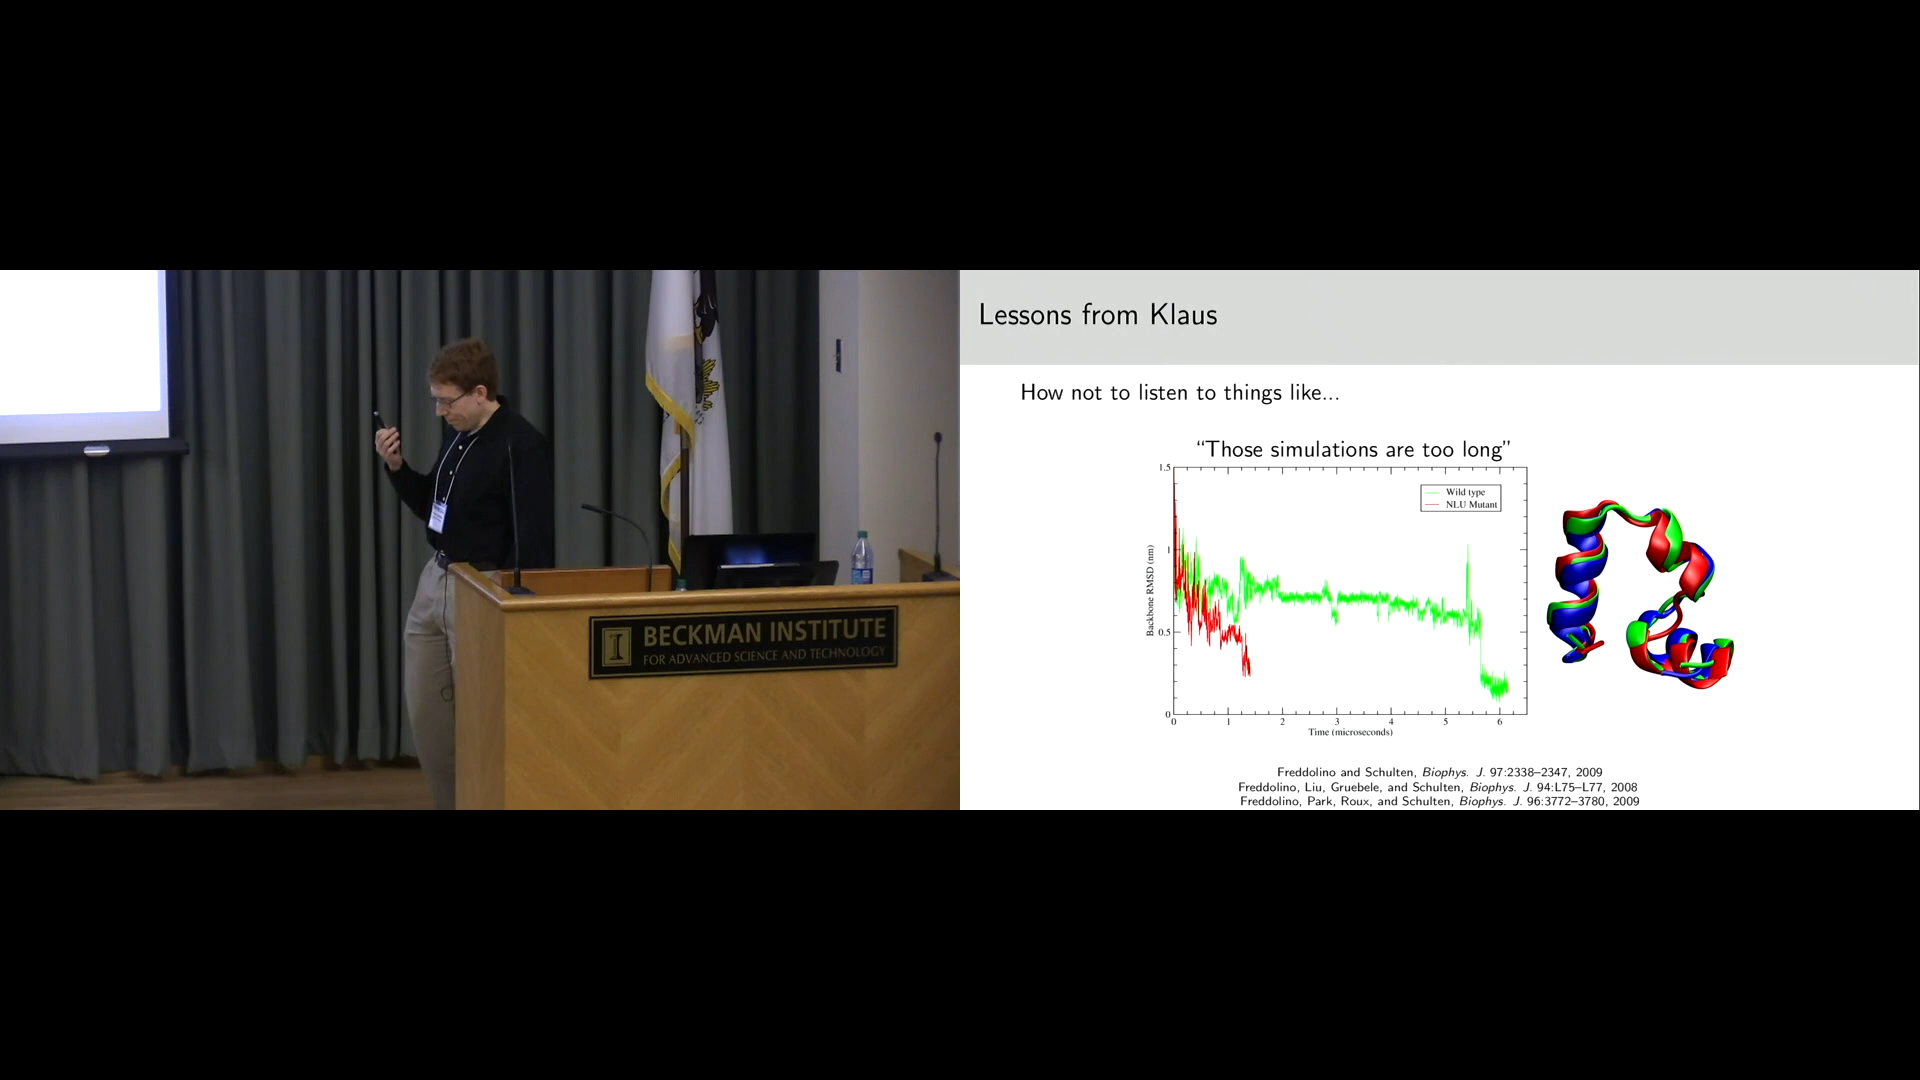 BECKMAN INSTITUTE
FOR ADVANCED SCIENCE AND TECHNOLOGY
Lessons from Klaus
How not to listen to things like...
“Those simulations are too long”
1.5
1
0.5
0
Backbone RMSD (nm)
Wild type
NLU Mutant
0 1 2 3 4 5 6
Time (microseconds)
Freddolino and Schulten, Biophys. J. 97:2338–2347, 2009
Freddolino, Liu, Gruebele, and Schulten, Biophys. J. 94:L75–L77, 2008
Freddolino, Park, Roux, and Schulten, Biophys. J. 96:3772–3780, 2009